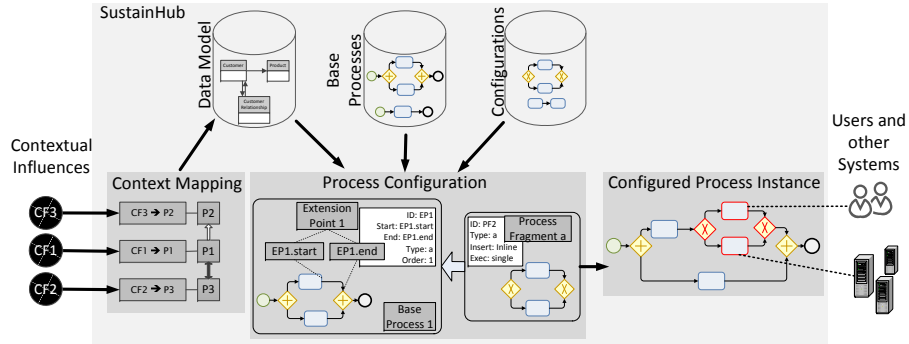 SustainHub
Data Model
Customer
Product
Customer
Relationship
Base
Processes
Configurations
Contextual
Influences
Users and
other
Systems
Context Mapping
Process Configuration
Configured Process Instance
CF3
CF3 → P2
P2
CF1
CF1 → P1
P1
CF2
CF2 → P3
P3
Extension
Point 1
EP1.start
EP1.end
ID: EP1
Start: EP1.start
End: EP1.end
Type: a
Order: 1
Base
Process 1
ID: PF2
Type: a
Insert: Inline
Exec: single
Process
Fragment a
X
X
X
X
X
X